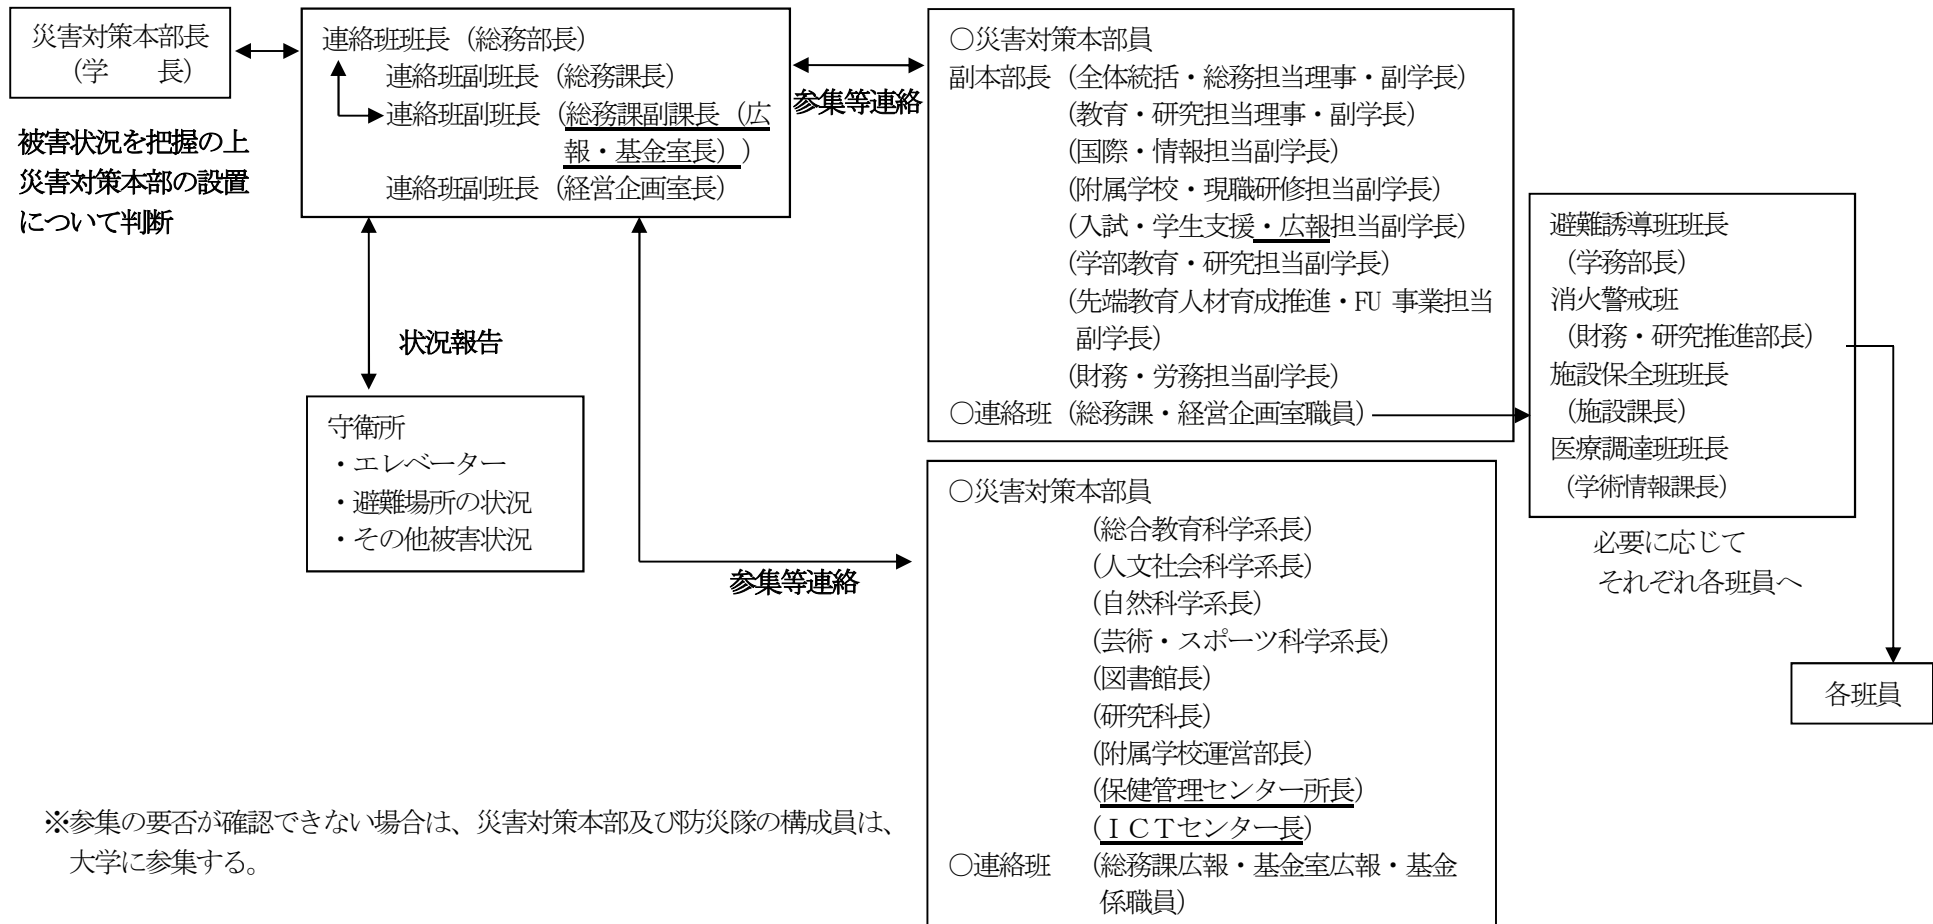 災害対策本部長
(学　　長)
被害状況を把握の上
災害対策本部の設置
について判断
連絡班班長（総務部長）
連絡班副班長（総務課長）
連絡班副班長（総務課副課長（広
報・基金室長））
連絡班副班長（経営企画室長）
参集等連絡
状況報告
守衛所
・エレベーター
・避難場所の状況
・その他被害状況
○災害対策本部員
副本部長（全体統括・総務担当理事・副学長）
（教育・研究担当理事・副学長）
（国際・情報担当副学長）
（附属学校・現職研修担当副学長）
（入試・学生支援・広報担当副学長）
（学部教育・研究担当副学長）
（先端教育人材育成推進・FU 事業担当
副学長）
（財務・労務担当副学長）
○連絡班（総務課・経営企画室職員）
避難誘導班班長
（学務部長）
消火警戒班
（財務・研究推進部長）
施設保全班班長
（施設課長）
医療調達班班長
（学術情報課長）
必要に応じて
それぞれ各班員へ
各班員
参集等連絡
○災害対策本部員
（総合教育科学系長）
（人文社会科学系長）
（自然科学系長）
（芸術・スポーツ科学系長）
（図書館長）
（研究科長）
（附属学校運営部長）
（保健管理センター所長）
（ＩＣＴセンター長）
○連絡班　（総務課広報・基金室広報・基金
係職員）
※参集の要否が確認できない場合は、災害対策本部及び防災隊の構成員は、
大学に参集する。